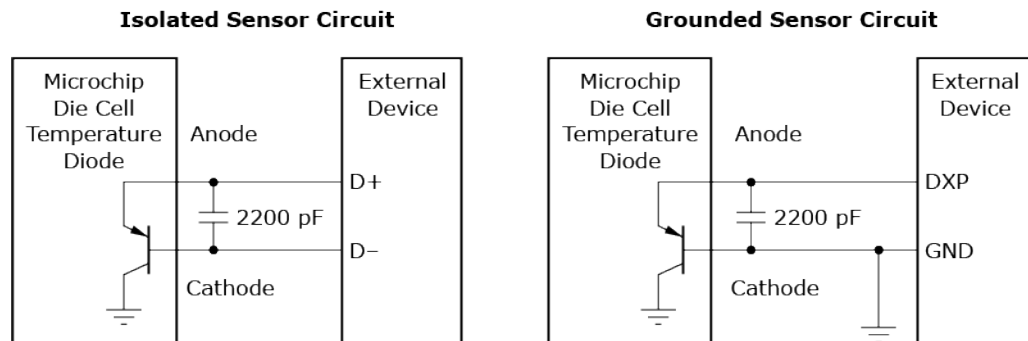 Isolated Sensor Circuit
Microchip
Die Cell
Temperature
Diode
Anode
External
Device
D+
2200 pF
D−
Cathode
Grounded Sensor Circuit
Microchip
Die Cell
Temperature
Diode
Anode
External
Device
DXP
2200 pF
GND
Cathode